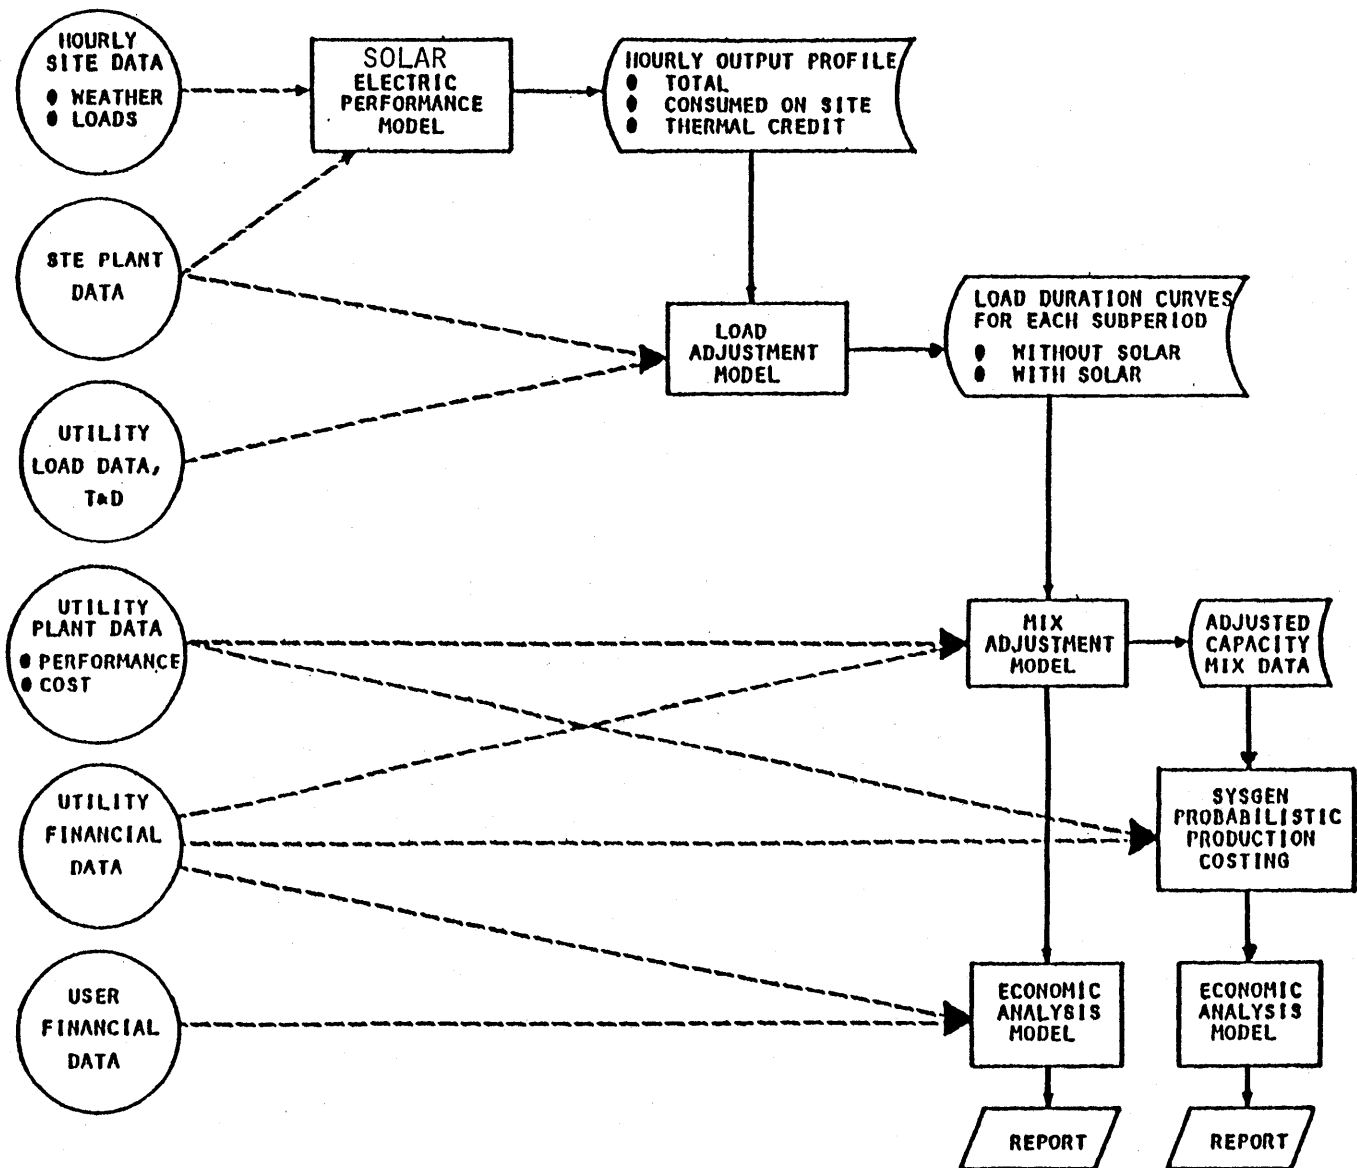 HOURLY
SITE DATA
● WEATHER
● LOADS
SOLAR
ELECTRIC
PERFORMANCE
MODEL
HOURLY OUTPUT PROFILE
● TOTAL
● CONSUMED ON SITE
● THERMAL CREDIT
STE PLANT
DATA
LOAD
ADJUSTMENT
MODEL
LOAD DURATION CURVES
FOR EACH SUBPERIOD
● WITHOUT SOLAR
● WITH SOLAR
UTILITY
LOAD DATA,
T&D
UTILITY
PLANT DATA
● PERFORMANCE
● COST
MIX
ADJUSTMENT
MODEL
ADJUSTED
CAPACITY
MIX DATA
UTILITY
FINANCIAL
DATA
SYSGEN
PROBABILISTIC
PRODUCTION
COSTING
USER
FINANCIAL
DATA
ECONOMIC
ANALYSIS
MODEL
ECONOMIC
ANALYSIS
MODEL
REPORT
REPORT